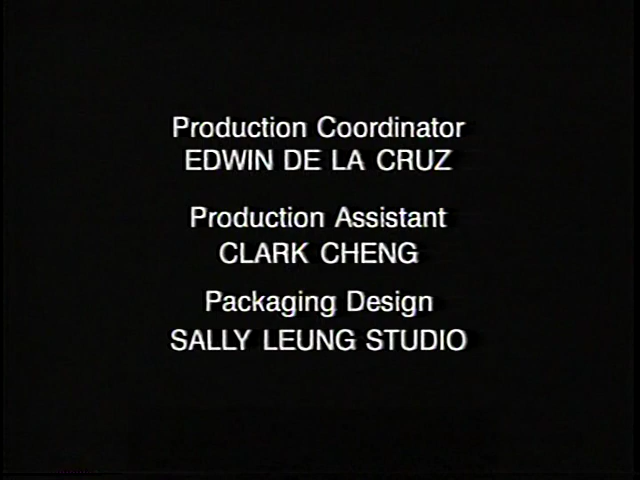 Production Coordinator
EDWIN DE LA CRUZ
Production Assistant
CLARK CHENG
Packaging Design
SALLY LEUNG STUDIO